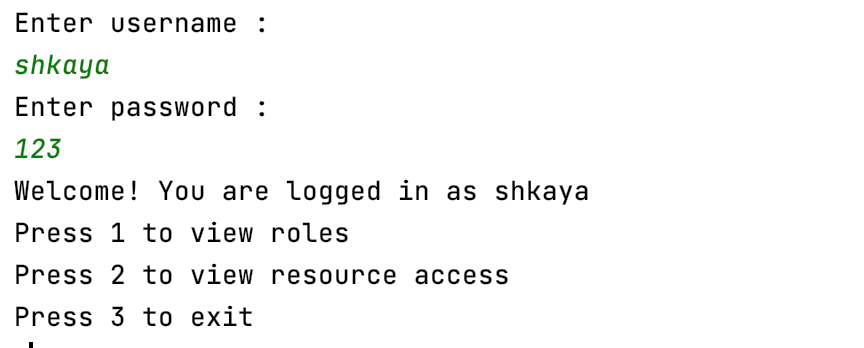 Enter username :
shkaya
Enter password :
123
Welcome! You are logged in as shkaya
Press 1 to view roles
Press 2 to view resource access
Press 3 to exit